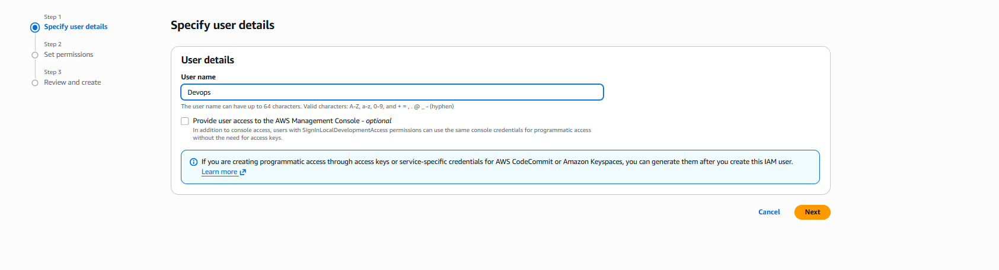 Step 1
Specify user details
Step 2
Set permissions
Step 3
Review and create
Specify user details
User details
User name
Devops
The user name can have up to 64 characters. Valid characters: A-Z, a-z, 0-9, and + = , . @ _ - (hyphen)
Provide user access to the AWS Management Console - optional
In addition to console access, users with SignInLocalDevelopmentAccess permissions can use the same console credentials for programmatic access
without the need for access keys.
If you are creating programmatic access through access keys or service-specific credentials for AWS CodeCommit or Amazon Keyspaces, you can generate them after you create this IAM user.
Learn more
Cancel
Next